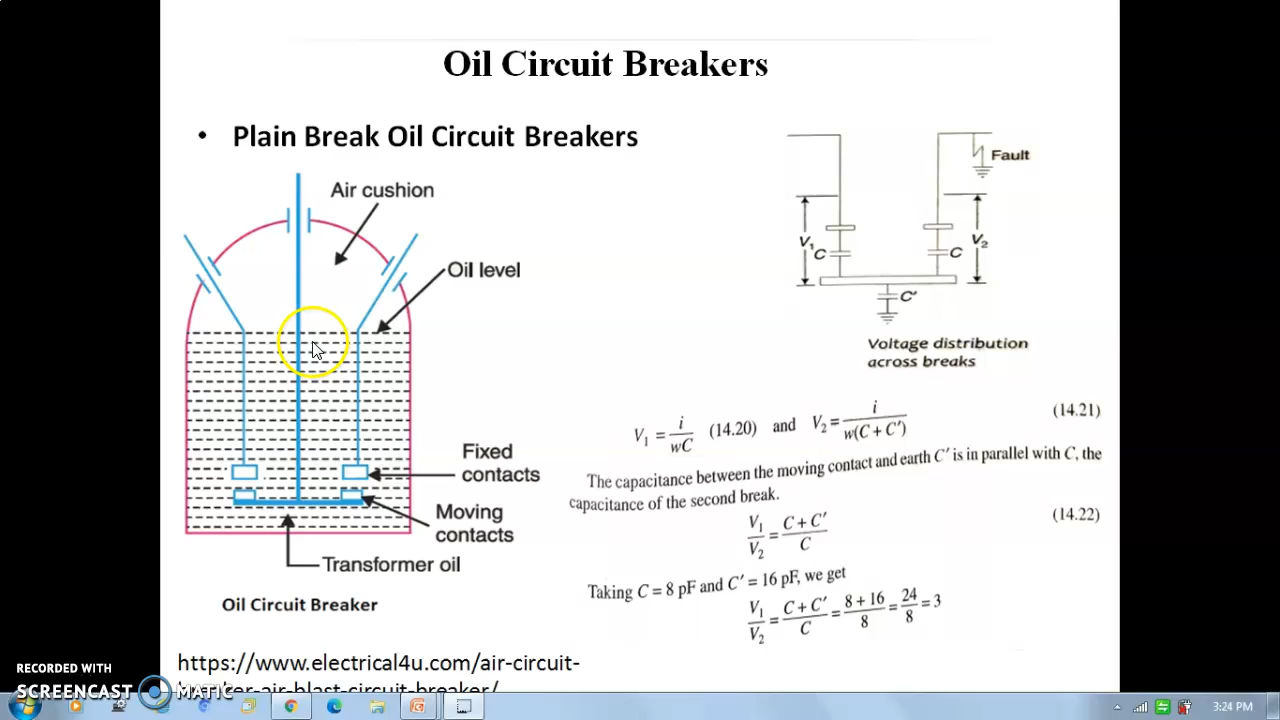 Oil Circuit Breakers
• Plain Break Oil Circuit Breakers
Air cushion
Oil level
Fixed
contacts
Moving
contacts
Transformer oil
Oil Circuit Breaker
Fault
V₁
C
C
V₂
C'
Voltage distribution
across breaks
V₁ = i/wC (14.20) and V₂ = i/w(C + C') (14.21)
The capacitance between the moving contact and earth C' is in parallel with C, the
capacitance of the second break.
V₁/V₂ = (C + C')/C (14.22)
Taking C = 8 pF and C' = 16 pF, we get
V₁/V₂ = (C + C')/C = (8 + 16)/8 = 24/8 = 3
https://www.electrical4u.com/air-circuit-
er-air-blast-circuit-breaker/
RECORDED WITH
SCREENCAST MATIC
3:24 PM